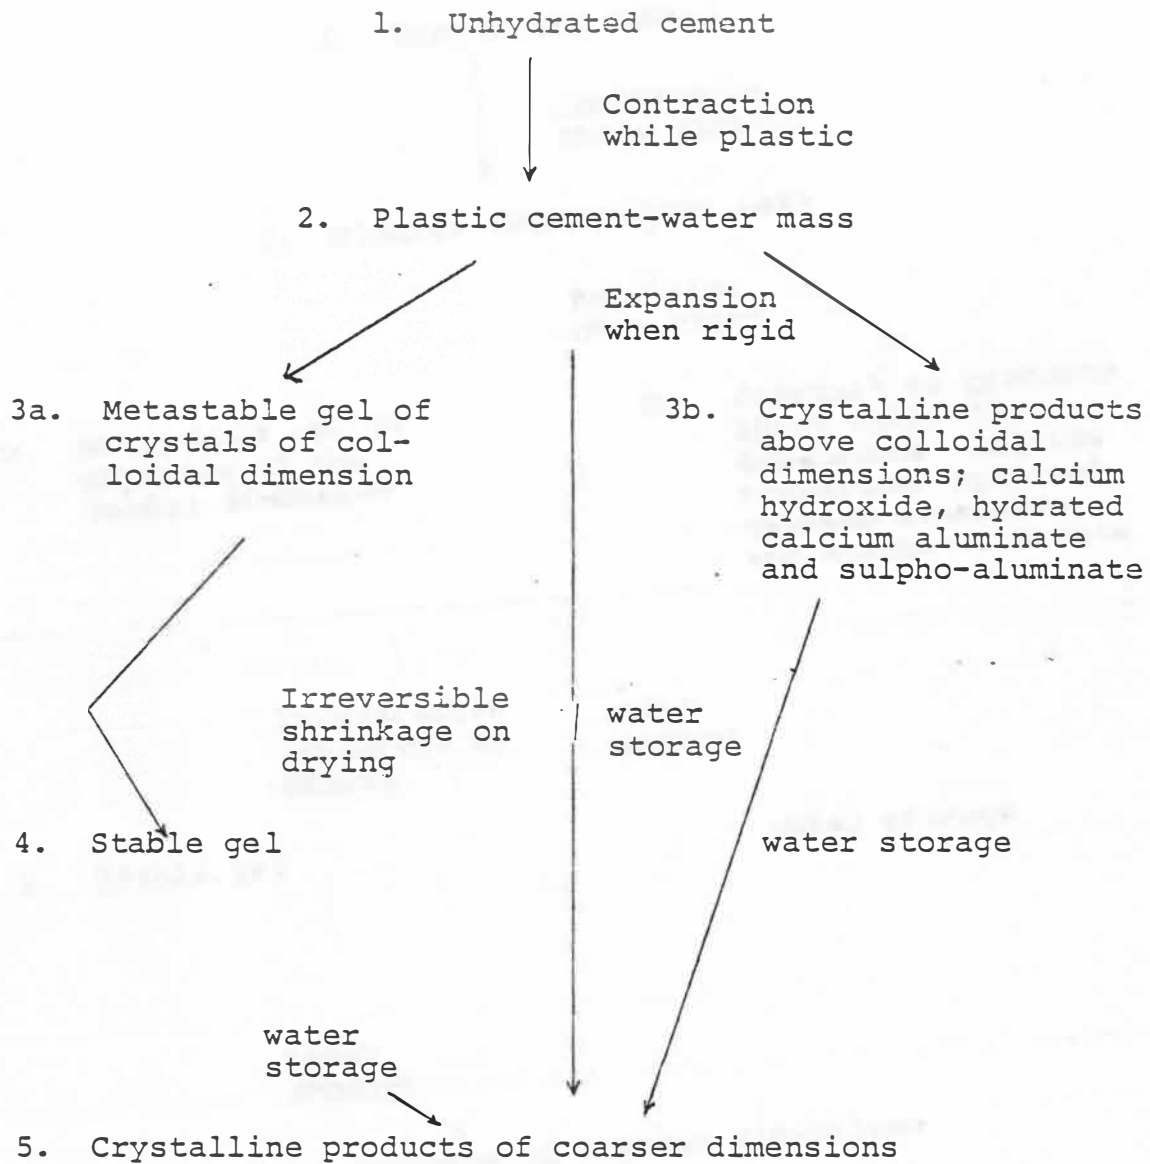 1. Unhydrated cement
Contraction
while plastic
2. Plastic cement-water mass
Expansion
when rigid
3a. Metastable gel of
crystals of col-
loidal dimension
3b. Crystalline products
above colloidal
dimensions; calcium
hydroxide, hydrated
calcium aluminate
and sulpho-aluminate
Irreversible
shrinkage on
drying
water
storage
4. Stable gel
water storage
water
storage
5. Crystalline products of coarser dimensions